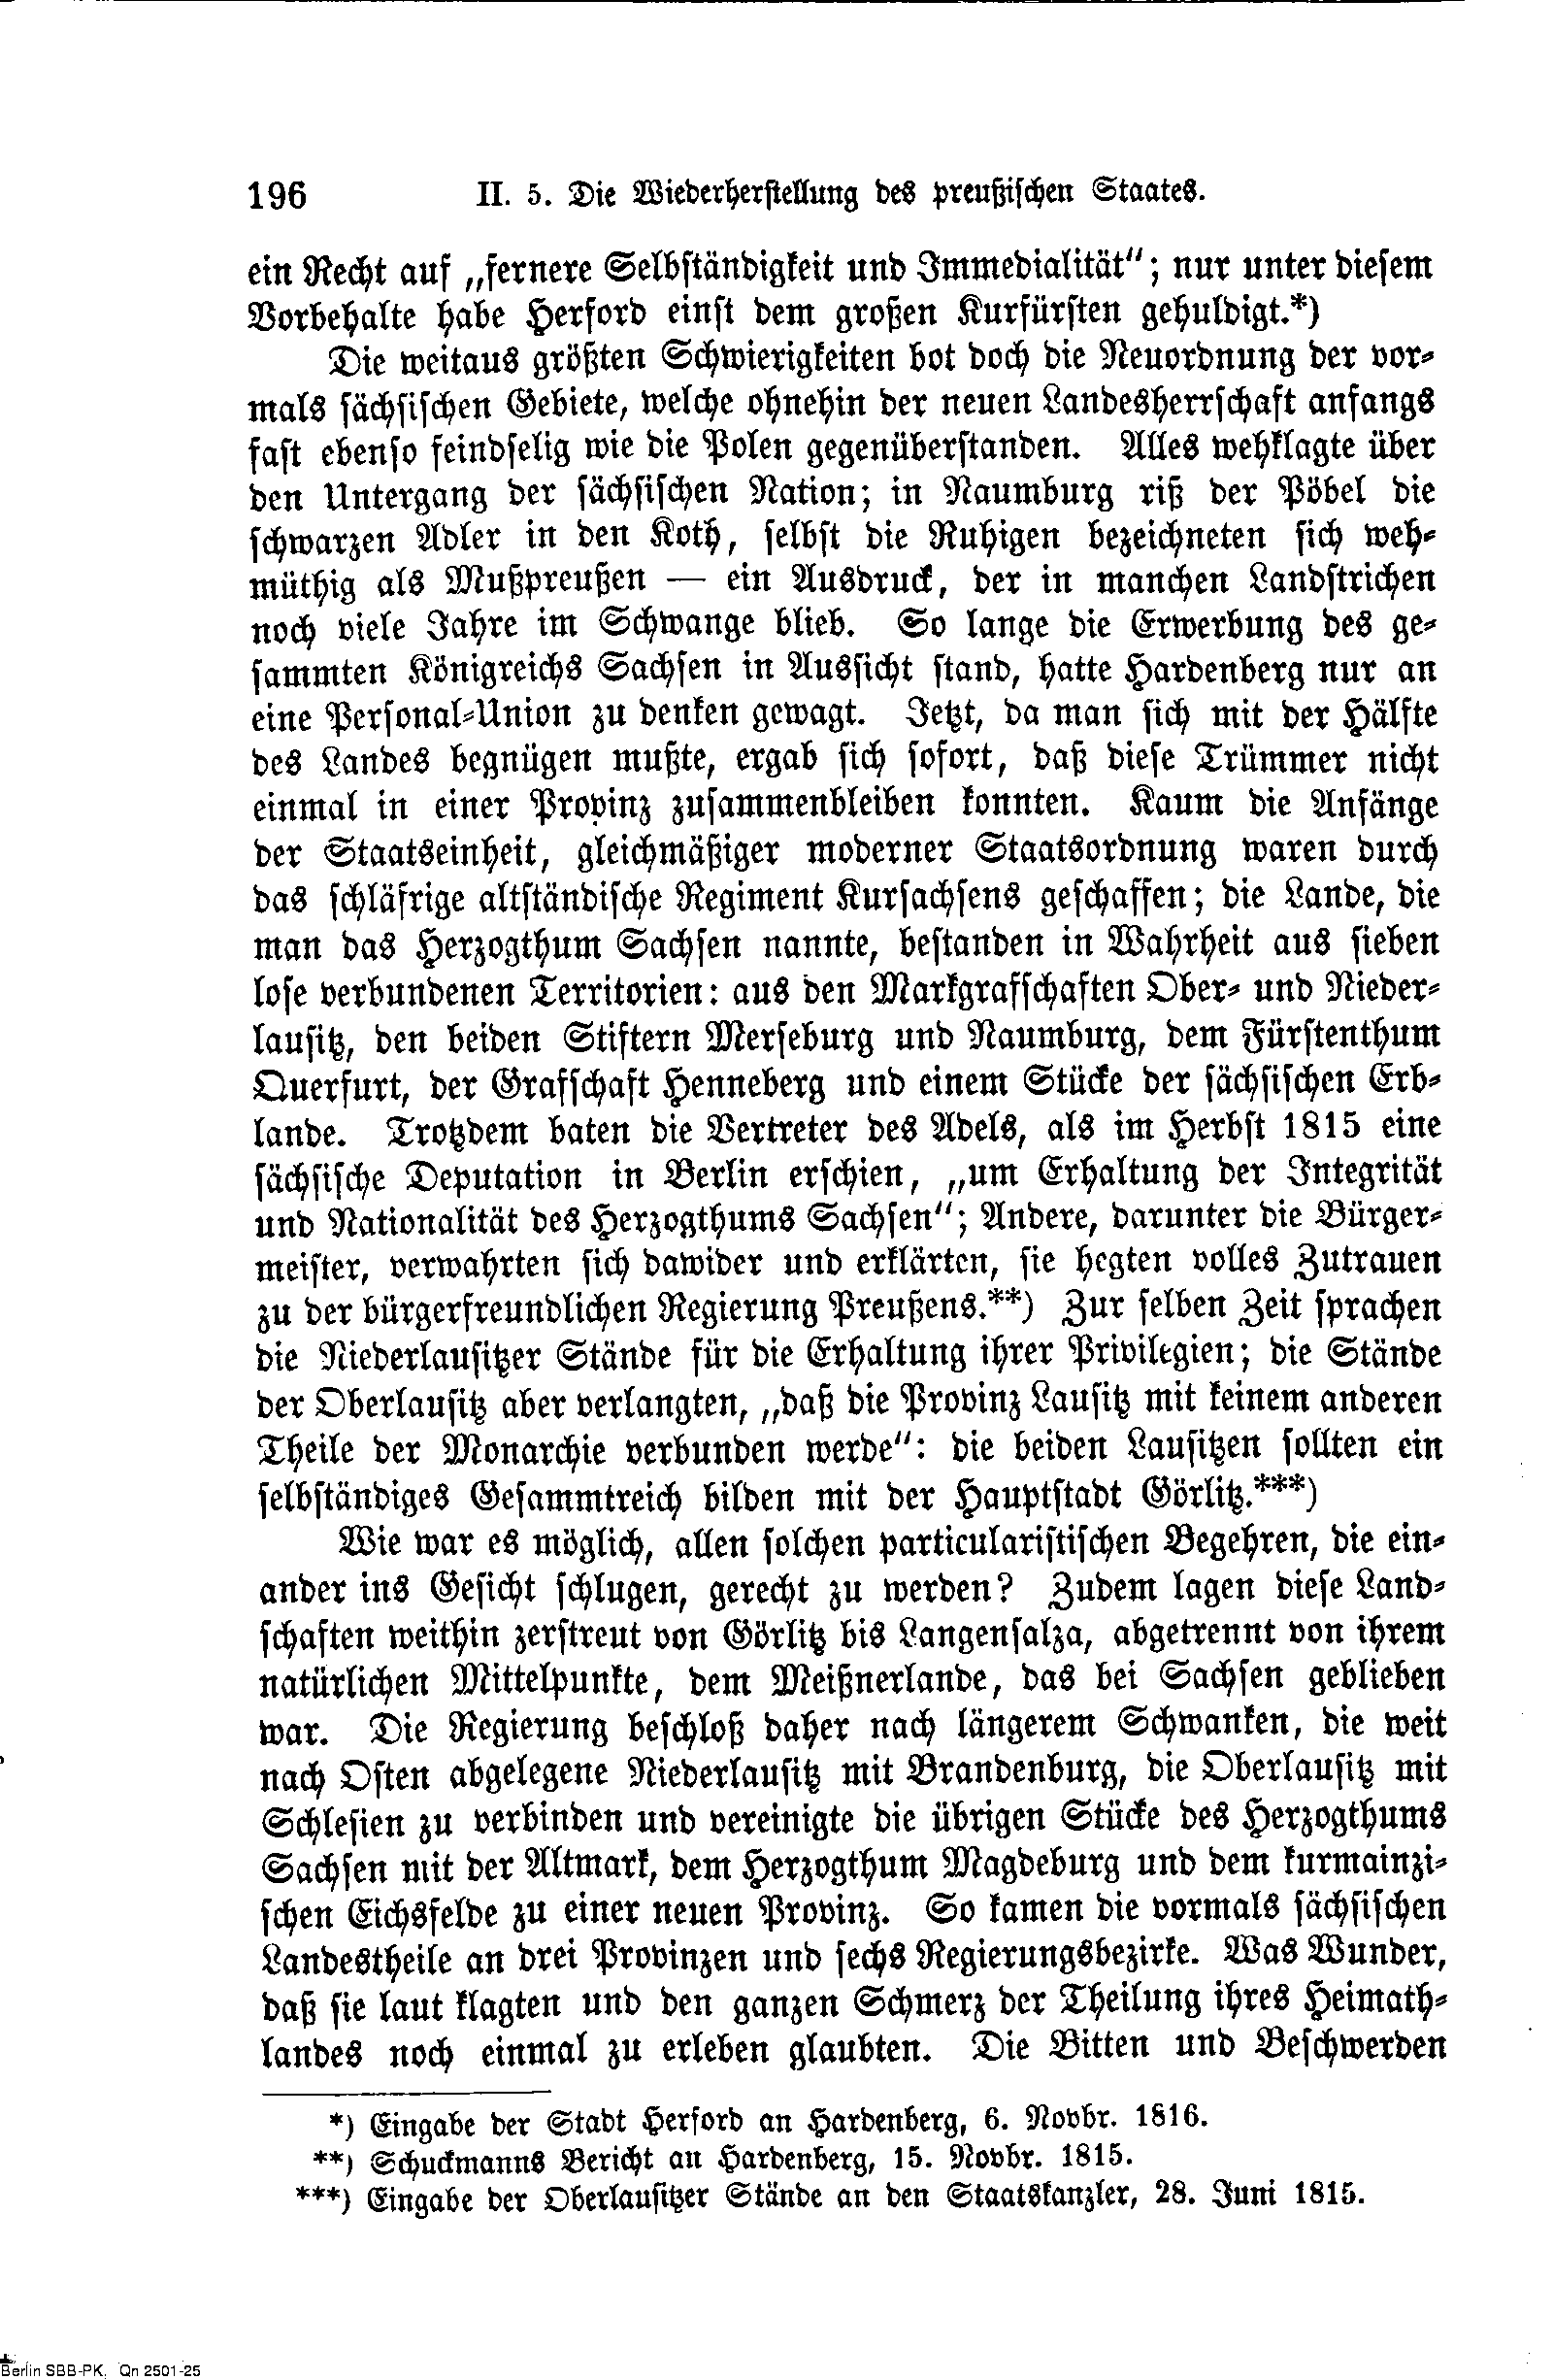 196 II. 5. Die Wiederherstellung des preußischen Staates.
ein Recht auf „fernere Selbständigkeit und Immedialität“; nur unter diesem
Vorbehalte habe Herford einst dem großen Kurfürsten gehuldigt.*)
Die weitaus größten Schwierigkeiten bot doch die Neuordnung der vor-
mals sächsischen Gebiete, welche ohnehin der neuen Landesherrschaft anfangs
fast ebenso feindselig wie die Polen gegenüberstanden. Alles wehklagte über
den Untergang der sächsischen Nation; in Naumburg riß der Pöbel die
schwarzen Adler in den Koth, selbst die Ruhigen bezeichneten sich weh-
müthig als Mußpreußen — ein Ausdruck, der in manchen Landstrichen
noch viele Jahre im Schwange blieb. So lange die Erwerbung des ge-
sammten Königreichs Sachsen in Aussicht stand, hatte Hardenberg nur an
eine Personal-Union zu denken gewagt. Jetzt, da man sich mit der Hälfte
des Landes begnügen mußte, ergab sich sofort, daß diese Trümmer nicht
einmal in einer Provinz zusammenbleiben konnten. Kaum die Anfänge
der Staatseinheit, gleichmäßiger moderner Staatsordnung waren durch
das schläfrige altständische Regiment Kursachsens geschaffen; die Lande, die
man das Herzogthum Sachsen nannte, bestanden in Wahrheit aus sieben
lose verbundenen Territorien: aus den Markgrafschaften Ober- und Nieder-
lausitz, den beiden Stiftern Merseburg und Naumburg, dem Fürstenthum
Querfurt, der Grafschaft Henneberg und einem Stücke der sächsischen Erb-
lande. Trotzdem baten die Vertreter des Adels, als im Herbst 1815 eine
sächsische Deputation in Berlin erschien, „um Erhaltung der Integrität
und Nationalität des Herzogthums Sachsen“; Andere, darunter die Bürger-
meister, verwahrten sich dawider und erklärten, sie hegten volles Zutrauen
zu der bürgerfreundlichen Regierung Preußens.**) Zur selben Zeit sprachen
die Niederlausitzer Stände für die Erhaltung ihrer Privilegien; die Stände
der Oberlausitz aber verlangten, „daß die Provinz Lausitz mit keinem anderen
Theile der Monarchie verbunden werde“: die beiden Lausitzen sollten ein
selbständiges Gesammtreich bilden mit der Hauptstadt Görlitz.***)
Wie war es möglich, allen solchen particularistischen Begehren, die ein-
ander ins Gesicht schlugen, gerecht zu werden? Zudem lagen diese Land-
schaften weithin zerstreut von Görlitz bis Langensalza, abgetrennt von ihrem
natürlichen Mittelpunkte, dem Meißnerlande, das bei Sachsen geblieben
war. Die Regierung beschloß daher nach längerem Schwanken, die weit
nach Osten abgelegene Niederlausitz mit Brandenburg, die Oberlausitz mit
Schlesien zu verbinden und vereinigte die übrigen Stücke des Herzogthums
Sachsen mit der Altmark, dem Herzogthum Magdeburg und dem kurmainzi-
schen Eichsfelde zu einer neuen Provinz. So kamen die vormals sächsischen
Landestheile an drei Provinzen und sechs Regierungsbezirke. Was Wunder,
daß sie laut klagten und den ganzen Schmerz der Theilung ihres Heimath-
landes noch einmal zu erleben glaubten. Die Bitten und Beschwerden
*) Eingabe der Stadt Herford an Hardenberg, 6. Novbr. 1816.
**) Schuckmanns Bericht an Hardenberg, 15. Novbr. 1815.
***) Eingabe der Oberlausitzer Stände an den Staatskanzler, 28. Juni 1815.
Berlin SBB-PK, Qn 2501-25